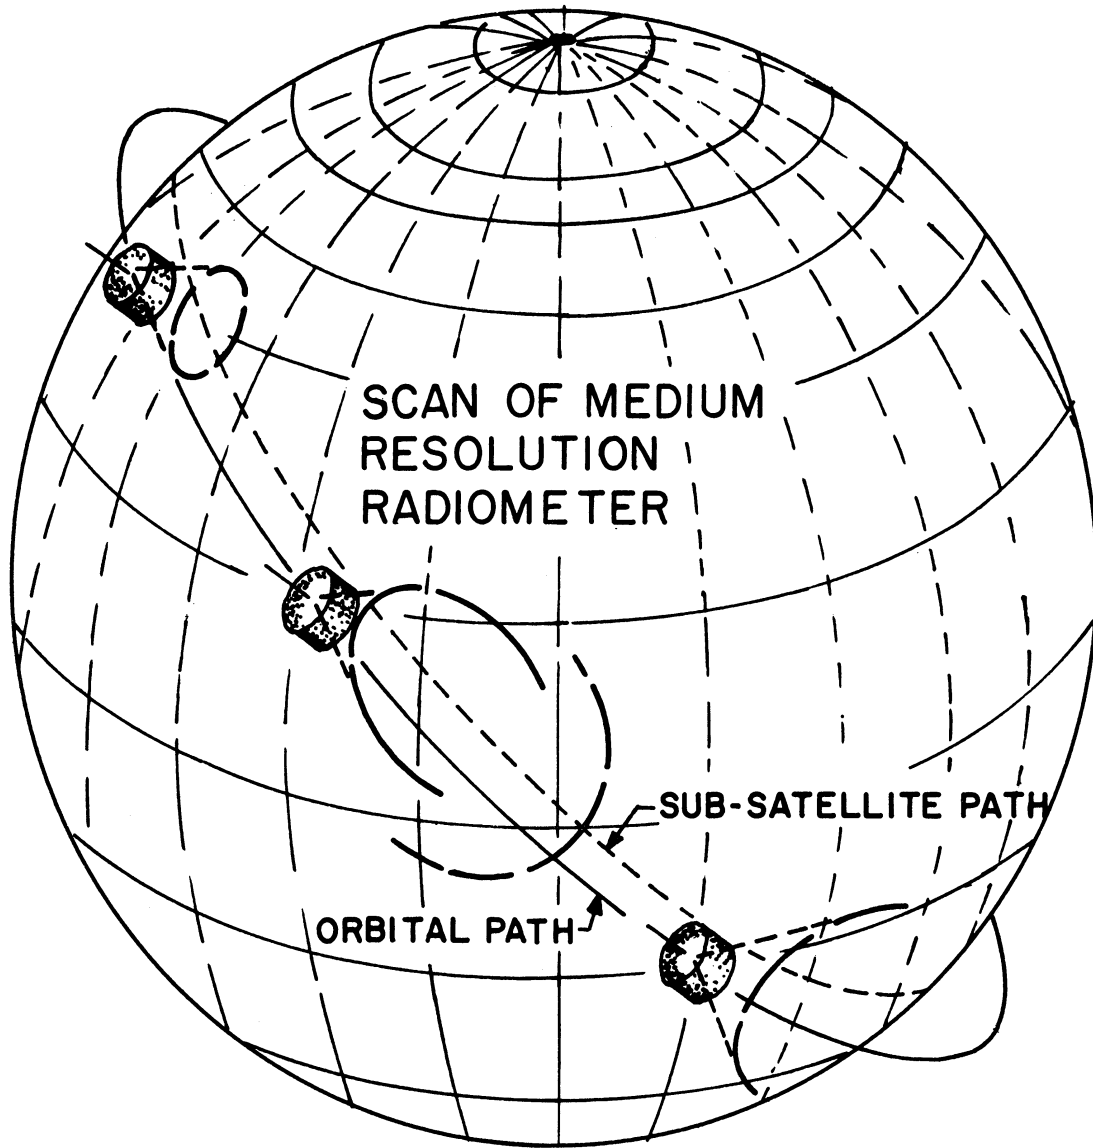 SCAN OF MEDIUM
RESOLUTION
RADIOMETER
SUB-SATELLITE PATH
ORBITAL PATH